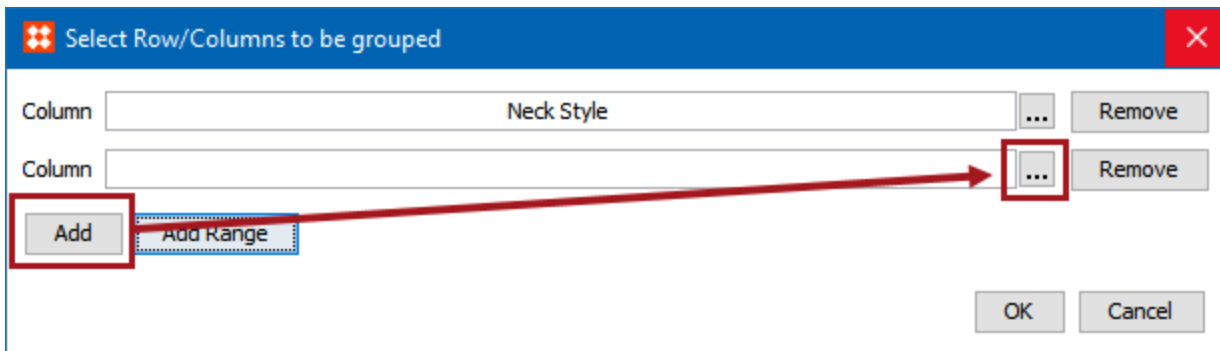 Select Row/Columns to be grouped
Column Neck Style ... Remove
Column ... Remove
Add Add Range
OK Cancel